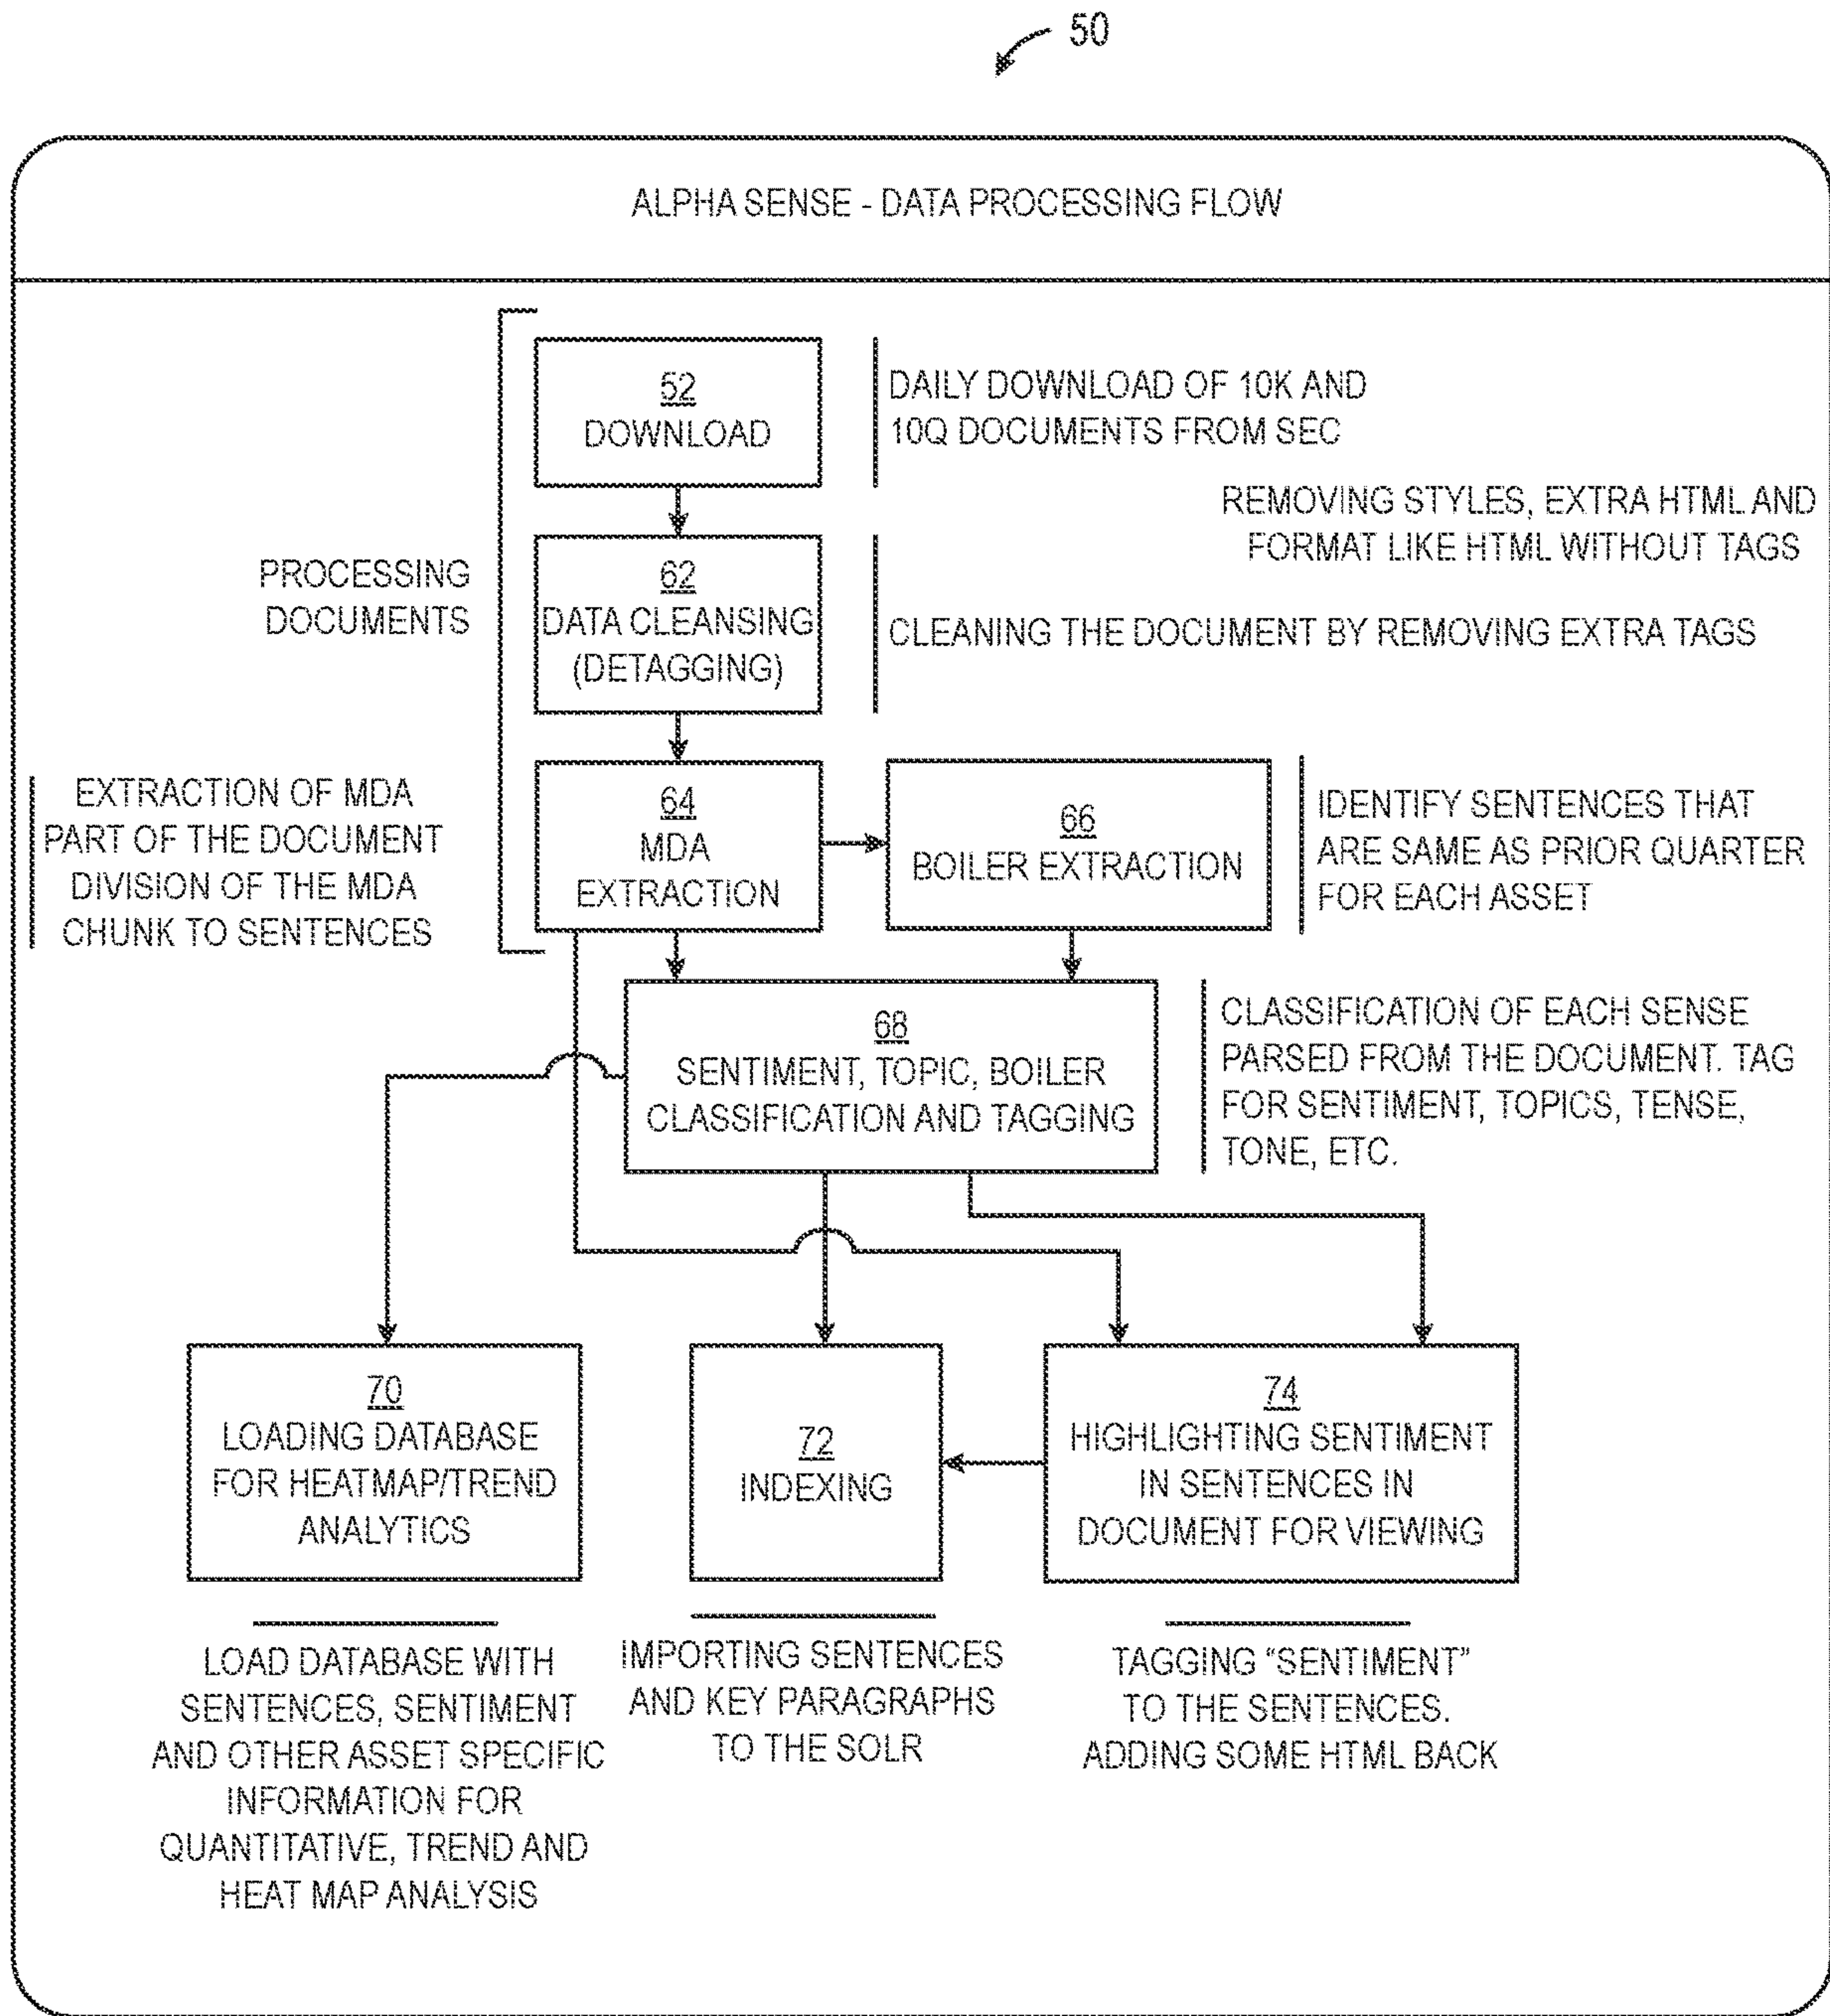 50
ALPHA SENSE - DATA PROCESSING FLOW
52
DOWNLOAD
DAILY DOWNLOAD OF 10K AND
10Q DOCUMENTS FROM SEC
REMOVING STYLES, EXTRA HTML AND
FORMAT LIKE HTML WITHOUT TAGS
PROCESSING
DOCUMENTS
62
DATA CLEANSING
(DETAGGING)
CLEANING THE DOCUMENT BY REMOVING EXTRA TAGS
EXTRACTION OF MDA
PART OF THE DOCUMENT
DIVISION OF THE MDA
CHUNK TO SENTENCES
64
MDA
EXTRACTION
66
BOILER EXTRACTION
IDENTIFY SENTENCES THAT
ARE SAME AS PRIOR QUARTER
FOR EACH ASSET
68
SENTIMENT, TOPIC, BOILER
CLASSIFICATION AND TAGGING
CLASSIFICATION OF EACH SENSE
PARSED FROM THE DOCUMENT. TAG
FOR SENTIMENT, TOPICS, TENSE,
TONE, ETC.
70
LOADING DATABASE
FOR HEATMAP/TREND
ANALYTICS
72
INDEXING
74
HIGHLIGHTING SENTIMENT
IN SENTENCES IN
DOCUMENT FOR VIEWING
LOAD DATABASE WITH
SENTENCES, SENTIMENT
AND OTHER ASSET SPECIFIC
INFORMATION FOR
QUANTITATIVE, TREND AND
HEAT MAP ANALYSIS
IMPORTING SENTENCES
AND KEY PARAGRAPHS
TO THE SOLR
TAGGING “SENTIMENT”
TO THE SENTENCES.
ADDING SOME HTML BACK